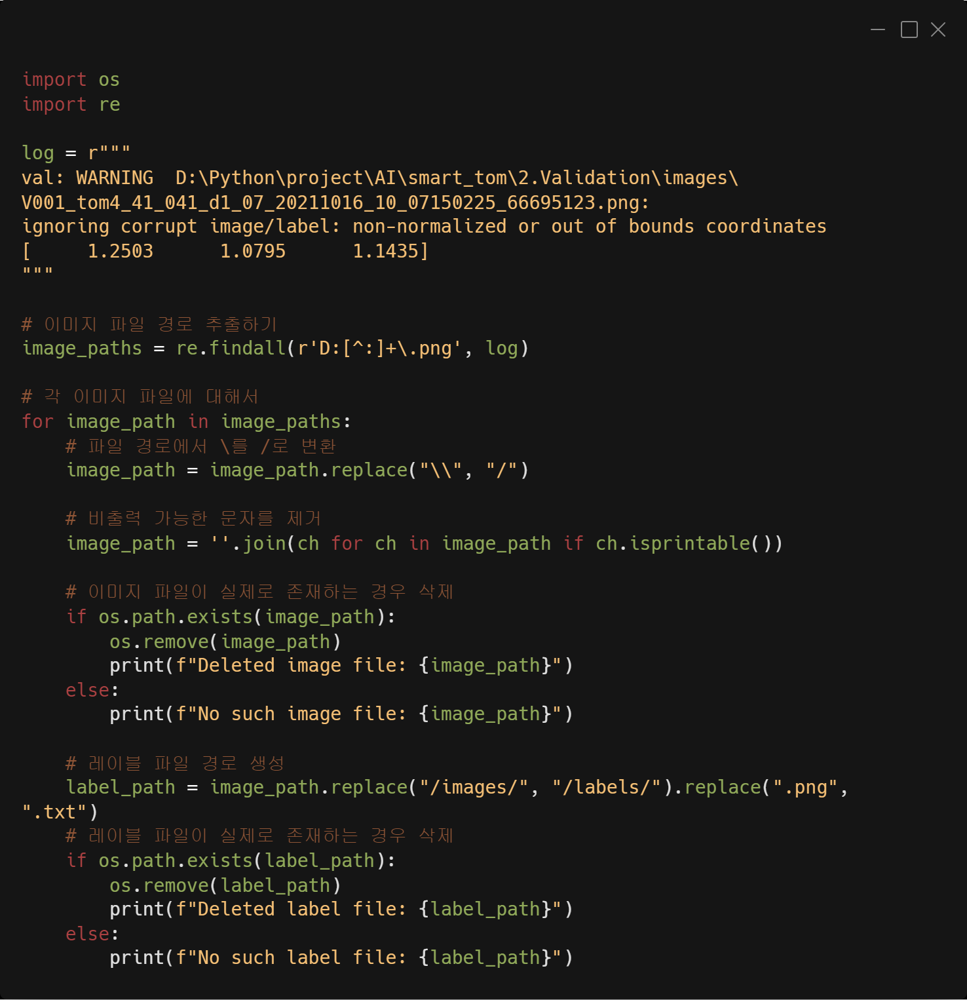 import os
import re
log = r"""
val: WARNING  D:\Python\project\AI\smart_tom\2.Validation\images\
V001_tom4_41_041_d1_07_20211016_10_07150225_66695123.png:
ignoring corrupt image/label: non-normalized or out of bounds coordinates
[     1.2503      1.0795      1.1435]
"""
# 이미지 파일 경로 추출하기
image_paths = re.findall(r'D:[^:]+\.png', log)
# 각 이미지 파일에 대해서
for image_path in image_paths:
    # 파일 경로에서 \를 /로 변환
    image_path = image_path.replace("\\", "/")
    # 비출력 가능한 문자를 제거
    image_path = ''.join(ch for ch in image_path if ch.isprintable())
    # 이미지 파일이 실제로 존재하는 경우 삭제
    if os.path.exists(image_path):
        os.remove(image_path)
        print(f"Deleted image file: {image_path}")
    else:
        print(f"No such image file: {image_path}")
    # 레이블 파일 경로 생성
    label_path = image_path.replace("/images/", "/labels/").replace(".png",
".txt")
    # 레이블 파일이 실제로 존재하는 경우 삭제
    if os.path.exists(label_path):
        os.remove(label_path)
        print(f"Deleted label file: {label_path}")
    else:
        print(f"No such label file: {label_path}")